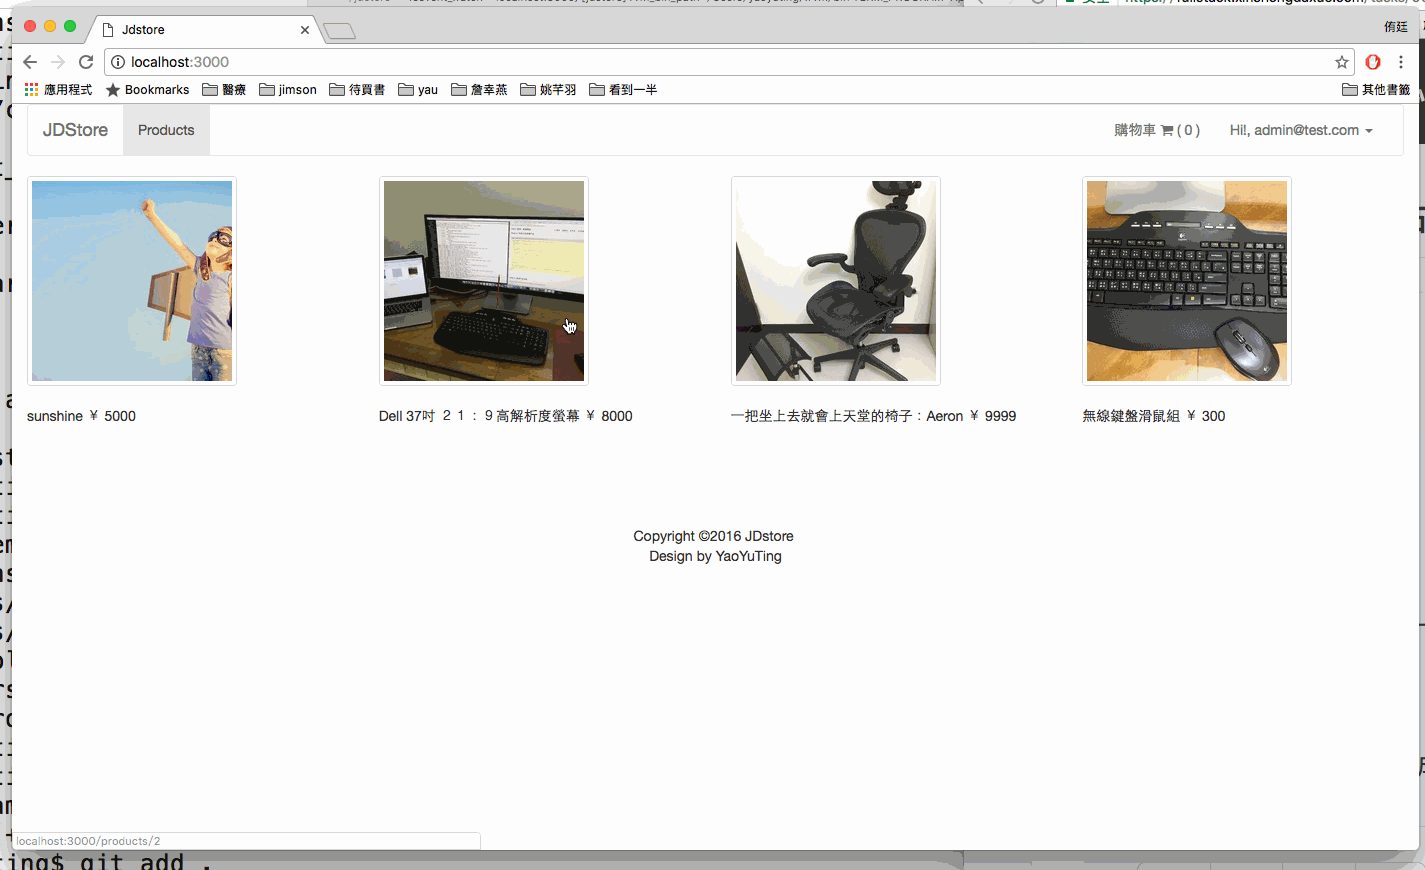 Jdstore
侑廷
localhost:3000
應用程式 Bookmarks 醫療 jimson 待買書 yau 詹幸燕 姚芊羽 看到一半 其他書籤
JDStore Products 購物車 ( 0 ) Hi!, admin@test.com
sunshine ¥ 5000
Dell 37吋 ２１：９高解析度螢幕 ¥ 8000
一把坐上去就會上天堂的椅子：Aeron ¥ 9999
無線鍵盤滑鼠組 ¥ 300
Copyright ©2016 JDstore
Design by YaoYuTing
localhost:3000/products/2
ting$ git add .